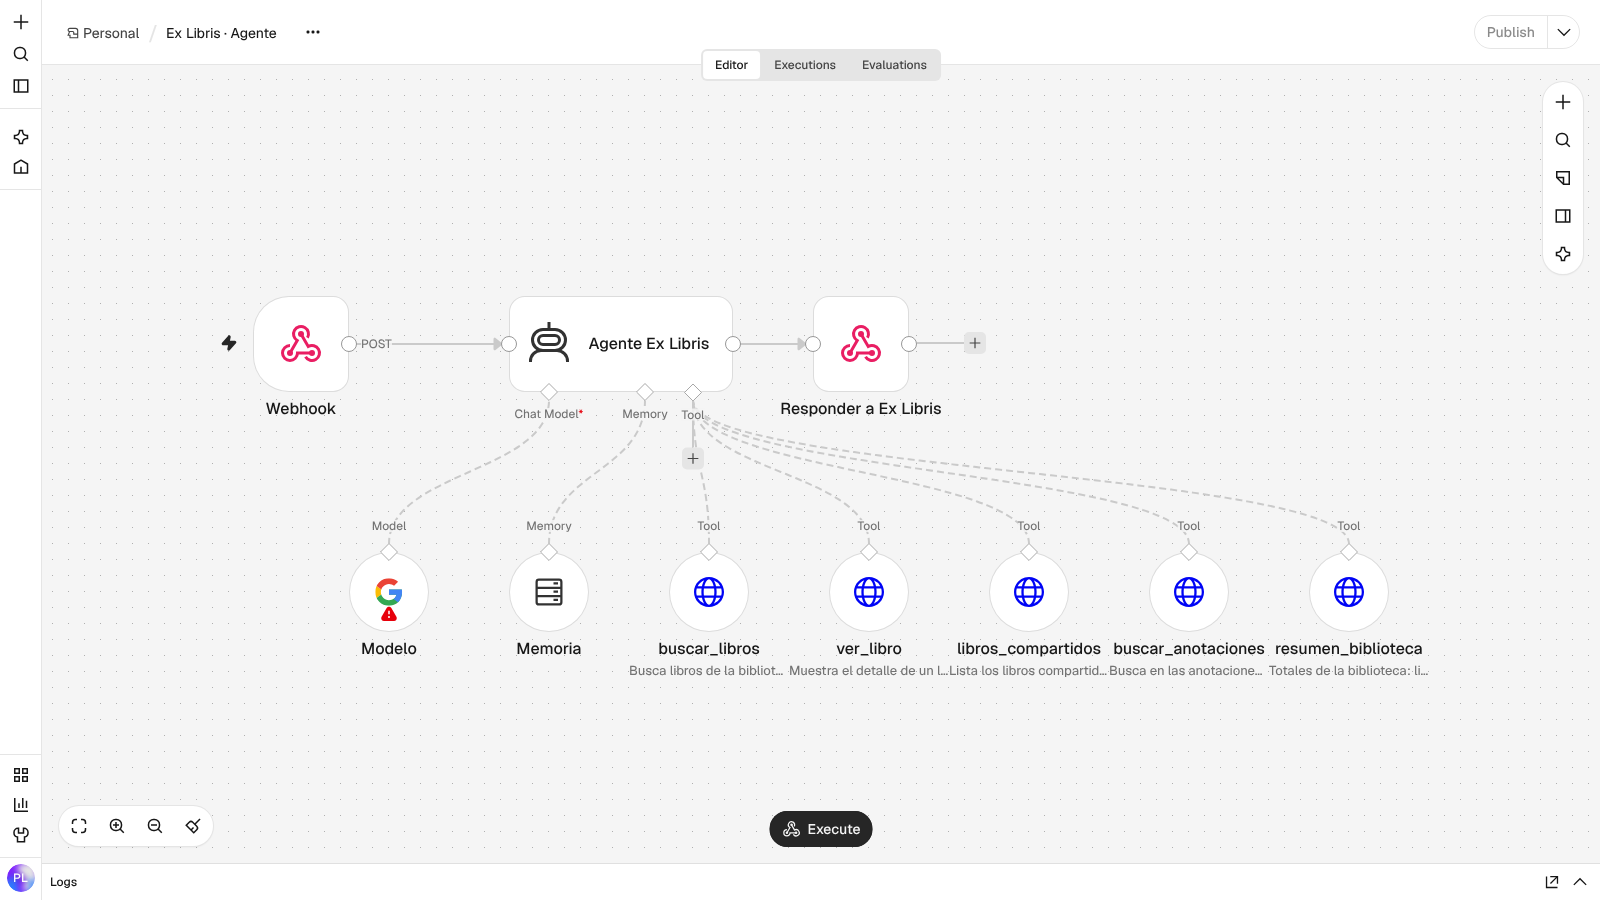 Personal / Ex Libris · Agente
Publish
Editor
Executions
Evaluations
POST
Agente Ex Libris
Webhook
Chat Model*
Memory
Tool
Responder a Ex Libris
Model
Memory
Tool
Tool
Tool
Tool
Tool
Modelo
Memoria
buscar_libros
ver_libro
libros_compartidos
buscar_anotaciones
resumen_biblioteca
Busca libros de la bibliot...
Muestra el detalle de un l...
Lista los libros compartid...
Busca en las anotacione...
Totales de la biblioteca: li...
Execute
PL
Logs